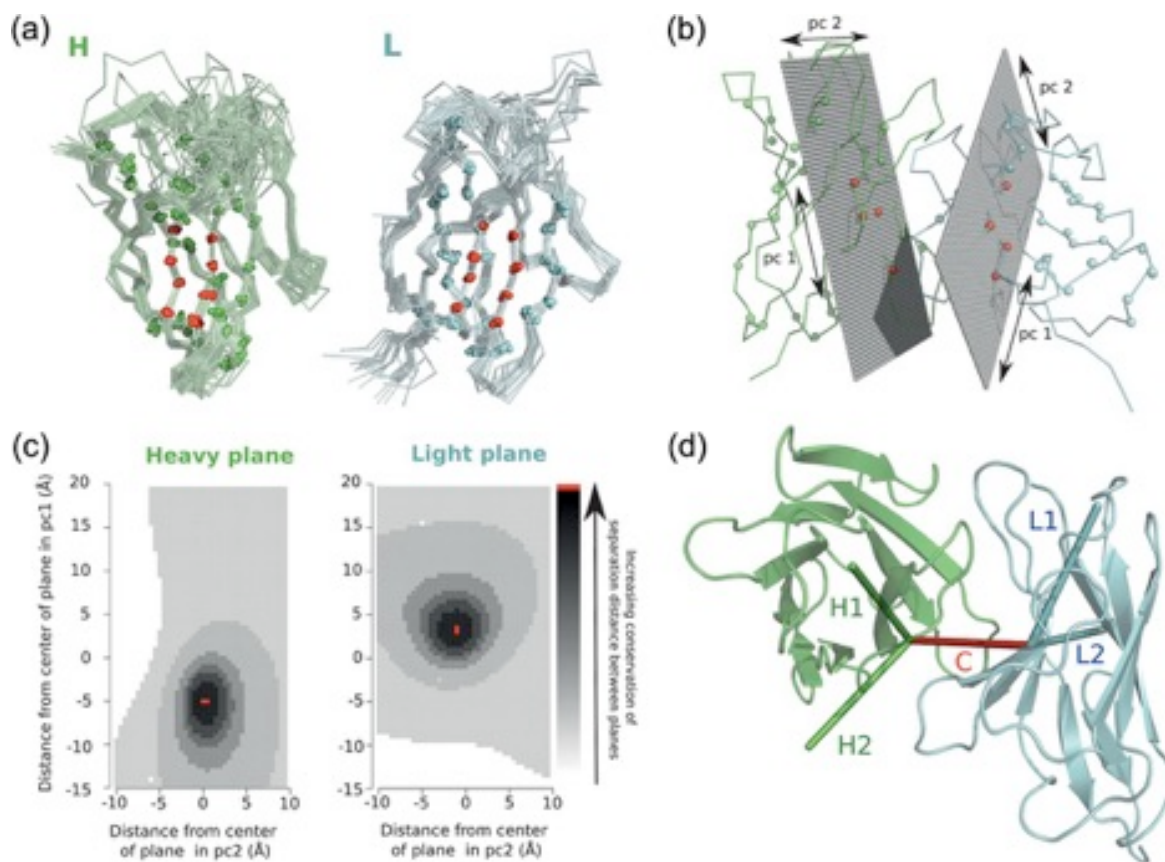 (a)
H
L
(b)
pc 2
pc 1
pc 2
pc 1
(c)
Heavy plane
Light plane
Distance from center of plane in pc1 (Å)
20
15
10
5
0
-5
-10
-15
-10
-5
0
5
10
Distance from center
of plane in pc2 (Å)
20
15
10
5
0
-5
-10
-15
-10
-5
0
5
10
Distance from center
of plane in pc2 (Å)
Increasing conservation of
separation distance between planes
(d)
L1
H1
C
L2
H2